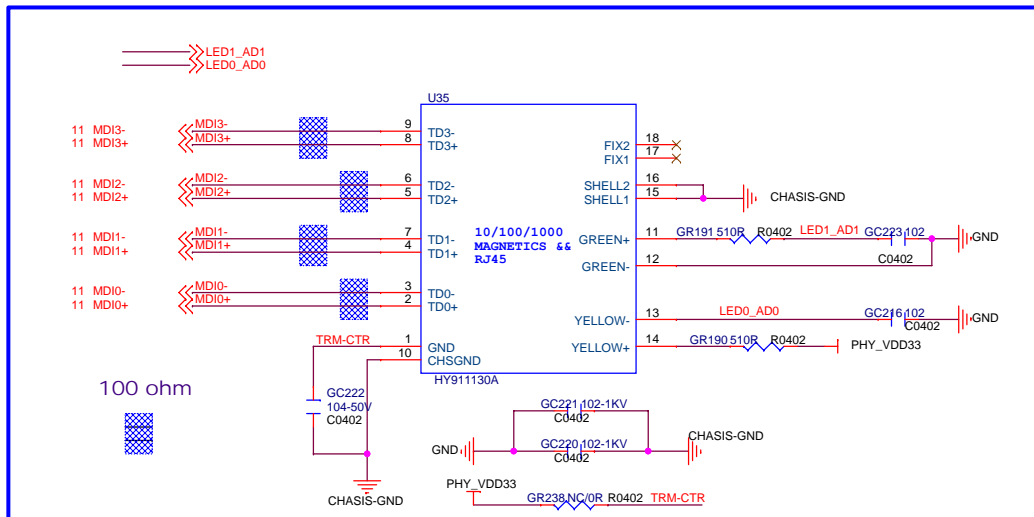 LED1_AD1
LED0_AD0
U35
11 MDI3- MDI3- 9 TD3-
11 MDI3+ MDI3+ 8 TD3+
11 MDI2- MDI2- 6 TD2-
11 MDI2+ MDI2+ 5 TD2+
11 MDI1- MDI1- 7 TD1-
11 MDI1+ MDI1+ 4 TD1+
11 MDI0- MDI0- 3 TD0-
11 MDI0+ MDI0+ 2 TD0+
TRM-CTR 1 GND
10 CHSGND
HY911130A
10/100/1000
MAGNETICS &&
RJ45
FIX2 18
FIX1 17
SHELL2 16
SHELL1 15
CHASIS-GND
GREEN+ 11 GR191 510R R0402 LED1_AD1 GC223 102 GND
C0402
GREEN- 12
YELLOW- 13 LED0_AD0 GC216 102 GND
C0402
YELLOW+ 14 GR190 510R R0402 PHY_VDD33
100 ohm
GC222
104-50V
C0402
CHASIS-GND
GC221 102-1KV
C0402
CHASIS-GND
GND GC220 102-1KV
C0402
PHY_VDD33
GR238 NC/0R R0402 TRM-CTR